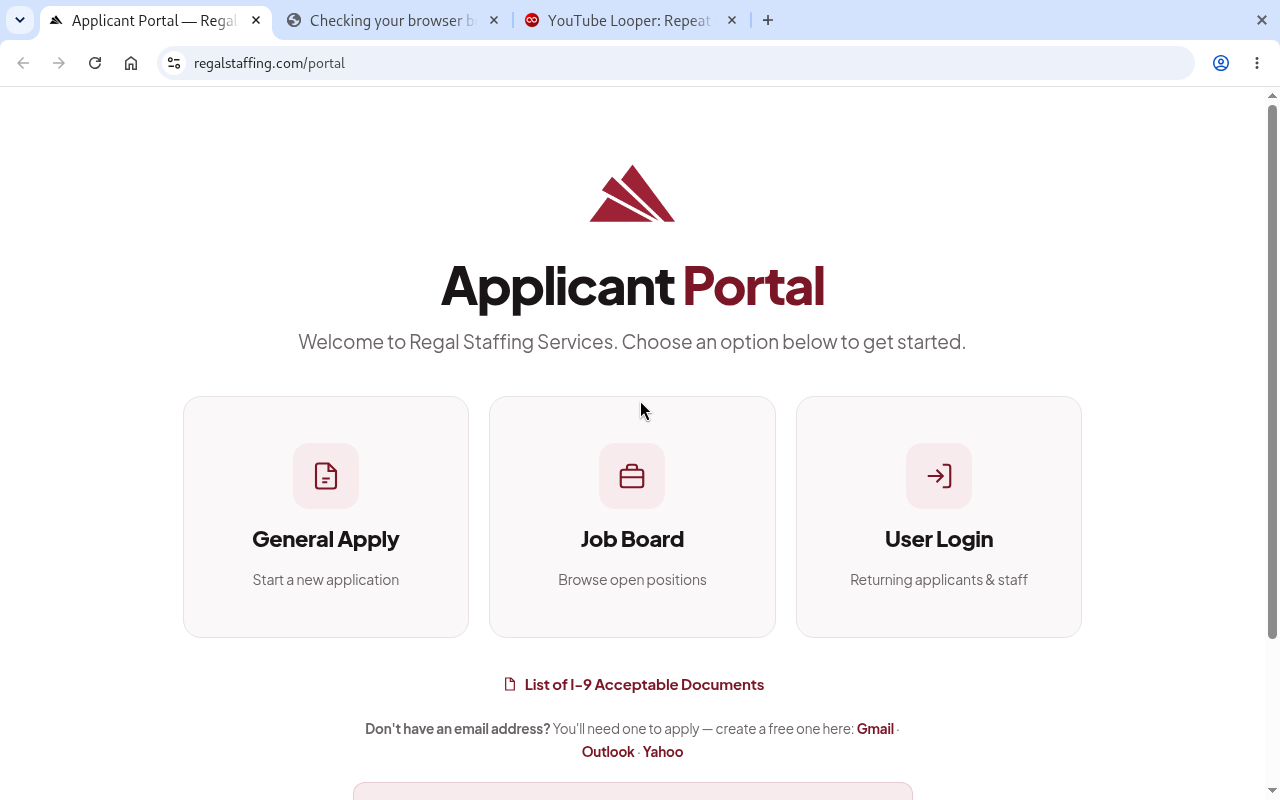 Applicant Portal — Regal
Checking your browser b
YouTube Looper: Repeat
regalstaffing.com/portal
Applicant Portal
Welcome to Regal Staffing Services. Choose an option below to get started.
General Apply
Start a new application
Job Board
Browse open positions
User Login
Returning applicants & staff
List of I-9 Acceptable Documents
Don't have an email address? You'll need one to apply — create a free one here: Gmail ·
Outlook · Yahoo